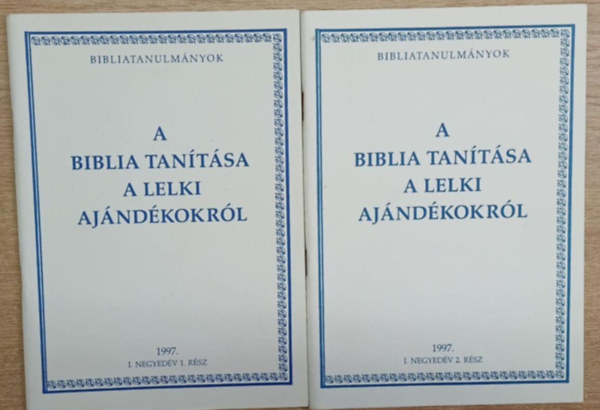 BIBLIATANULMÁNYOK
A
BIBLIA TANÍTÁSA
A LELKI
AJÁNDÉKOKRÓL
1997.
I. NEGYEDÉV 1. RÉSZ
BIBLIATANULMÁNYOK
A
BIBLIA TANÍTÁSA
A LELKI
AJÁNDÉKOKRÓL
1997.
I. NEGYEDÉV 2. RÉSZ